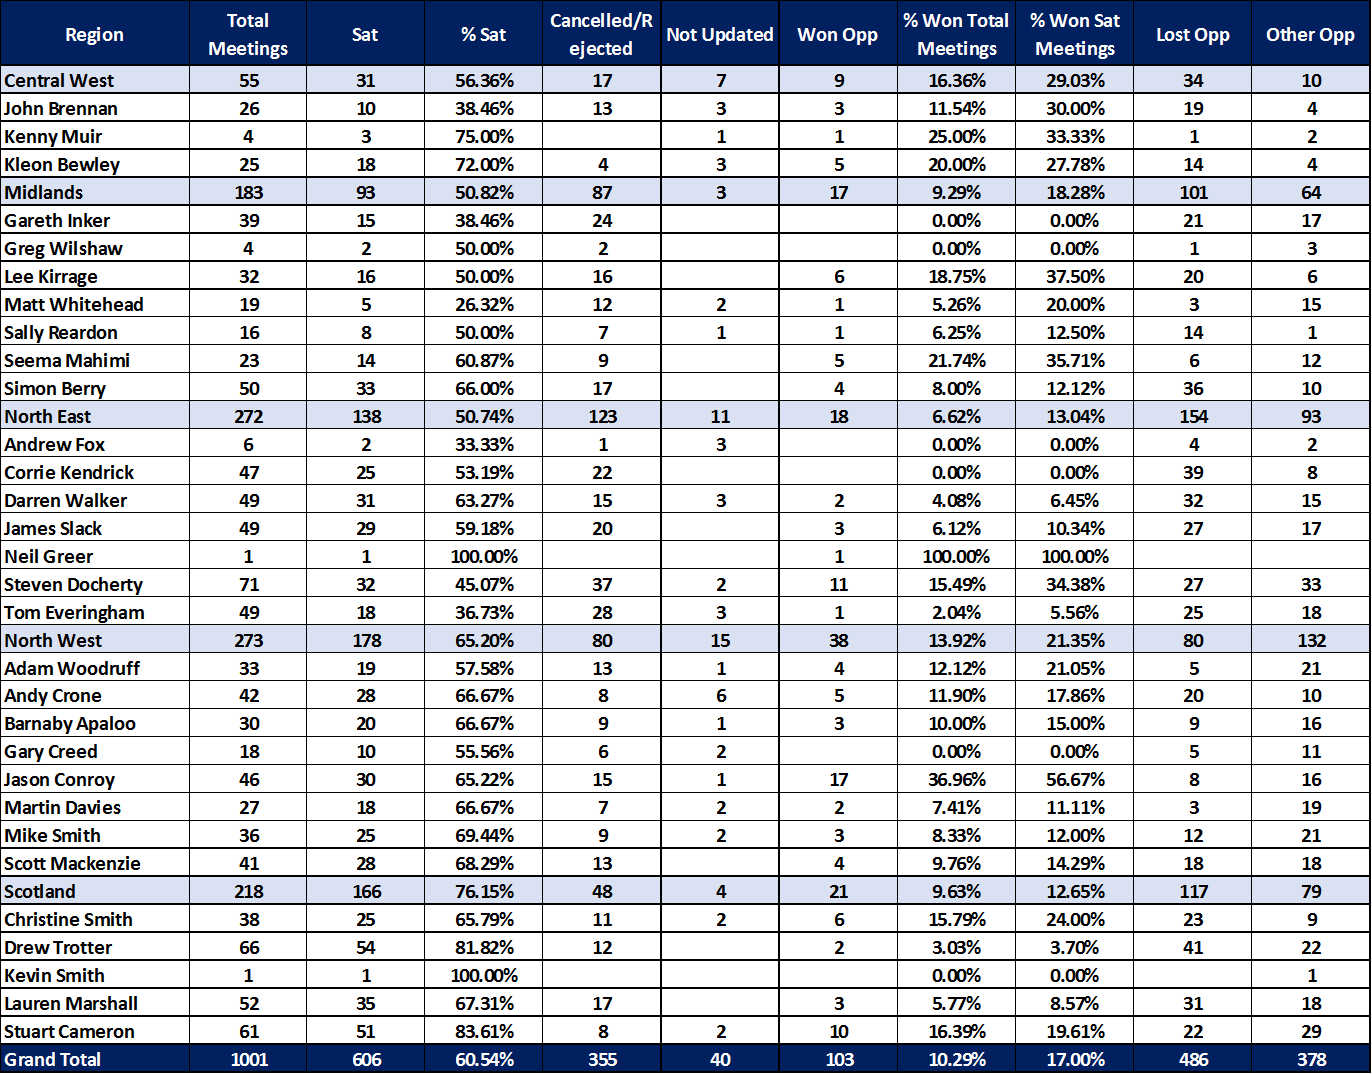 Region Total Meetings Sat % Sat Cancelled/Rejected Not Updated Won Opp % Won Total Meetings % Won Sat Meetings Lost Opp Other Opp
Central West 55 31 56.36% 17 7 9 16.36% 29.03% 34 10
John Brennan 26 10 38.46% 13 3 3 11.54% 30.00% 19 4
Kenny Muir 4 3 75.00% 1 1 25.00% 33.33% 1 2
Kleon Bewley 25 18 72.00% 4 3 5 20.00% 27.78% 14 4
Midlands 183 93 50.82% 87 3 17 9.29% 18.28% 101 64
Gareth Inker 39 15 38.46% 24 0.00% 0.00% 21 17
Greg Wilshaw 4 2 50.00% 2 0.00% 0.00% 1 3
Lee Kirrage 32 16 50.00% 16 6 18.75% 37.50% 20 6
Matt Whitehead 19 5 26.32% 12 2 1 5.26% 20.00% 3 15
Sally Reardon 16 8 50.00% 7 1 1 6.25% 12.50% 14 1
Seema Mahimi 23 14 60.87% 9 5 21.74% 35.71% 6 12
Simon Berry 50 33 66.00% 17 4 8.00% 12.12% 36 10
North East 272 138 50.74% 123 11 18 6.62% 13.04% 154 93
Andrew Fox 6 2 33.33% 1 3 0.00% 0.00% 4 2
Corrie Kendrick 47 25 53.19% 22 0.00% 0.00% 39 8
Darren Walker 49 31 63.27% 15 3 2 4.08% 6.45% 32 15
James Slack 49 29 59.18% 20 3 6.12% 10.34% 27 17
Neil Greer 1 1 100.00% 1 100.00% 100.00%
Steven Docherty 71 32 45.07% 37 2 11 15.49% 34.38% 27 33
Tom Everingham 49 18 36.73% 28 3 1 2.04% 5.56% 25 18
North West 273 178 65.20% 80 15 38 13.92% 21.35% 80 132
Adam Woodruff 33 19 57.58% 13 1 4 12.12% 21.05% 5 21
Andy Crone 42 28 66.67% 8 6 5 11.90% 17.86% 20 10
Barnaby Apaloo 30 20 66.67% 9 1 3 10.00% 15.00% 9 16
Gary Creed 18 10 55.56% 6 2 0.00% 0.00% 5 11
Jason Conroy 46 30 65.22% 15 1 17 36.96% 56.67% 8 16
Martin Davies 27 18 66.67% 7 2 2 7.41% 11.11% 3 19
Mike Smith 36 25 69.44% 9 2 3 8.33% 12.00% 12 21
Scott Mackenzie 41 28 68.29% 13 4 9.76% 14.29% 18 18
Scotland 218 166 76.15% 48 4 21 9.63% 12.65% 117 79
Christine Smith 38 25 65.79% 11 2 6 15.79% 24.00% 23 9
Drew Trotter 66 54 81.82% 12 2 3.03% 3.70% 41 22
Kevin Smith 1 1 100.00% 0.00% 0.00% 1
Lauren Marshall 52 35 67.31% 17 3 5.77% 8.57% 31 18
Stuart Cameron 61 51 83.61% 8 2 10 16.39% 19.61% 22 29
Grand Total 1001 606 60.54% 355 40 103 10.29% 17.00% 486 378